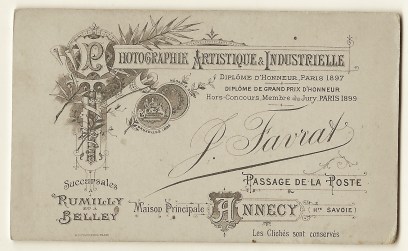 PHOTOGRAPHIE ARTISTIQUE & INDUSTRIELLE
DIPLÔME D'HONNEUR, PARIS 1897
DIPLÔME DE GRAND PRIX D'HONNEUR
HORS-CONCOURS, MEMBRE DU JURY, PARIS 1899
J. Favrat
PASSAGE DE LA POSTE
Succursales
RUMILLY
ET À
BELLEY
MAISON PRINCIPALE ANNECY (HTE SAVOIE)
Les Clichés sont conservés